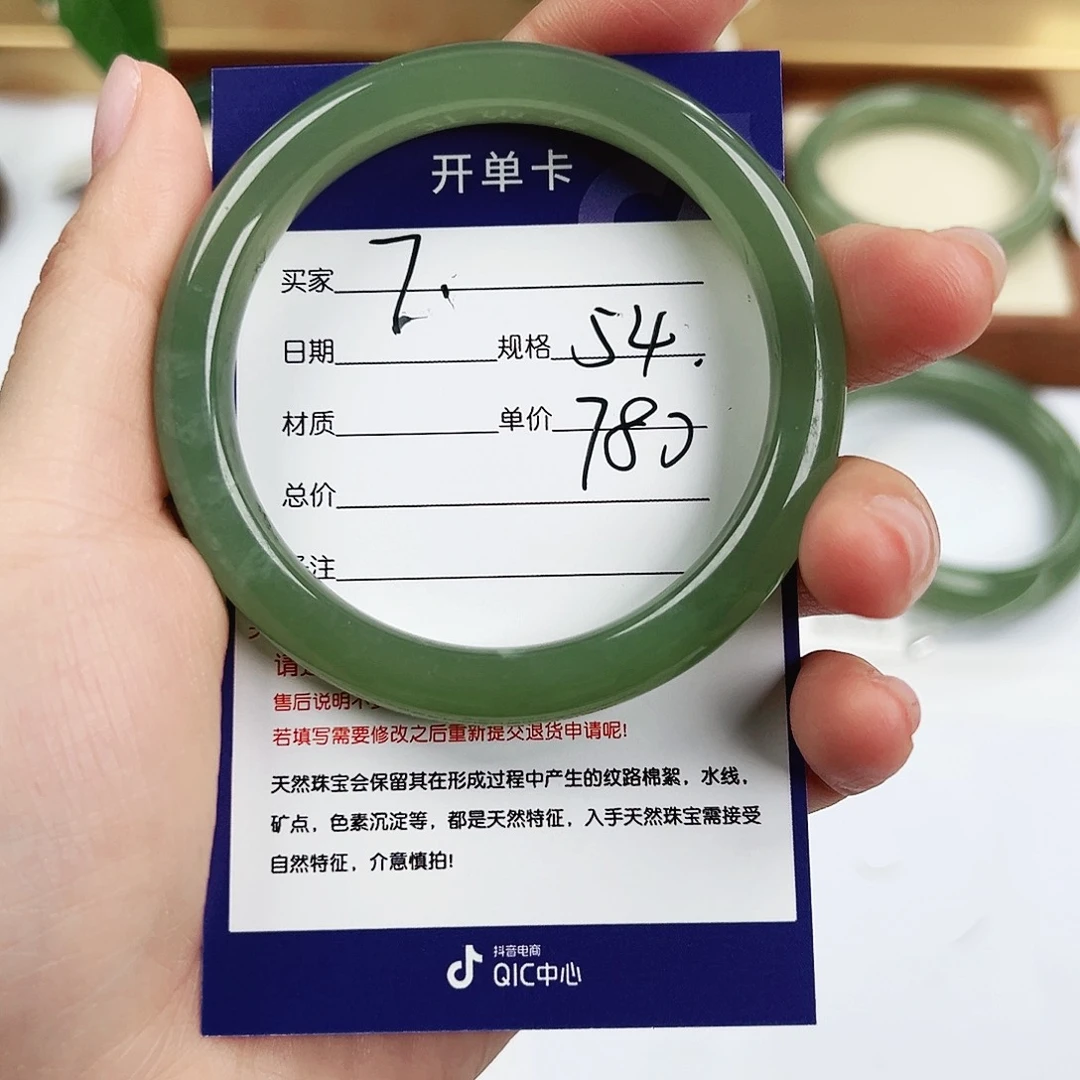 开单卡
买家 7.
日期 规格 54.
材质 单价 780
总价
注
请
售后说明不
若填写需要修改之后重新提交退货申请呢!
天然珠宝会保留其在形成过程中产生的纹路棉絮，水线，
矿点，色素沉淀等，都是天然特征，入手天然珠宝需接受
自然特征，介意慎拍!
抖音电商
QIC中心